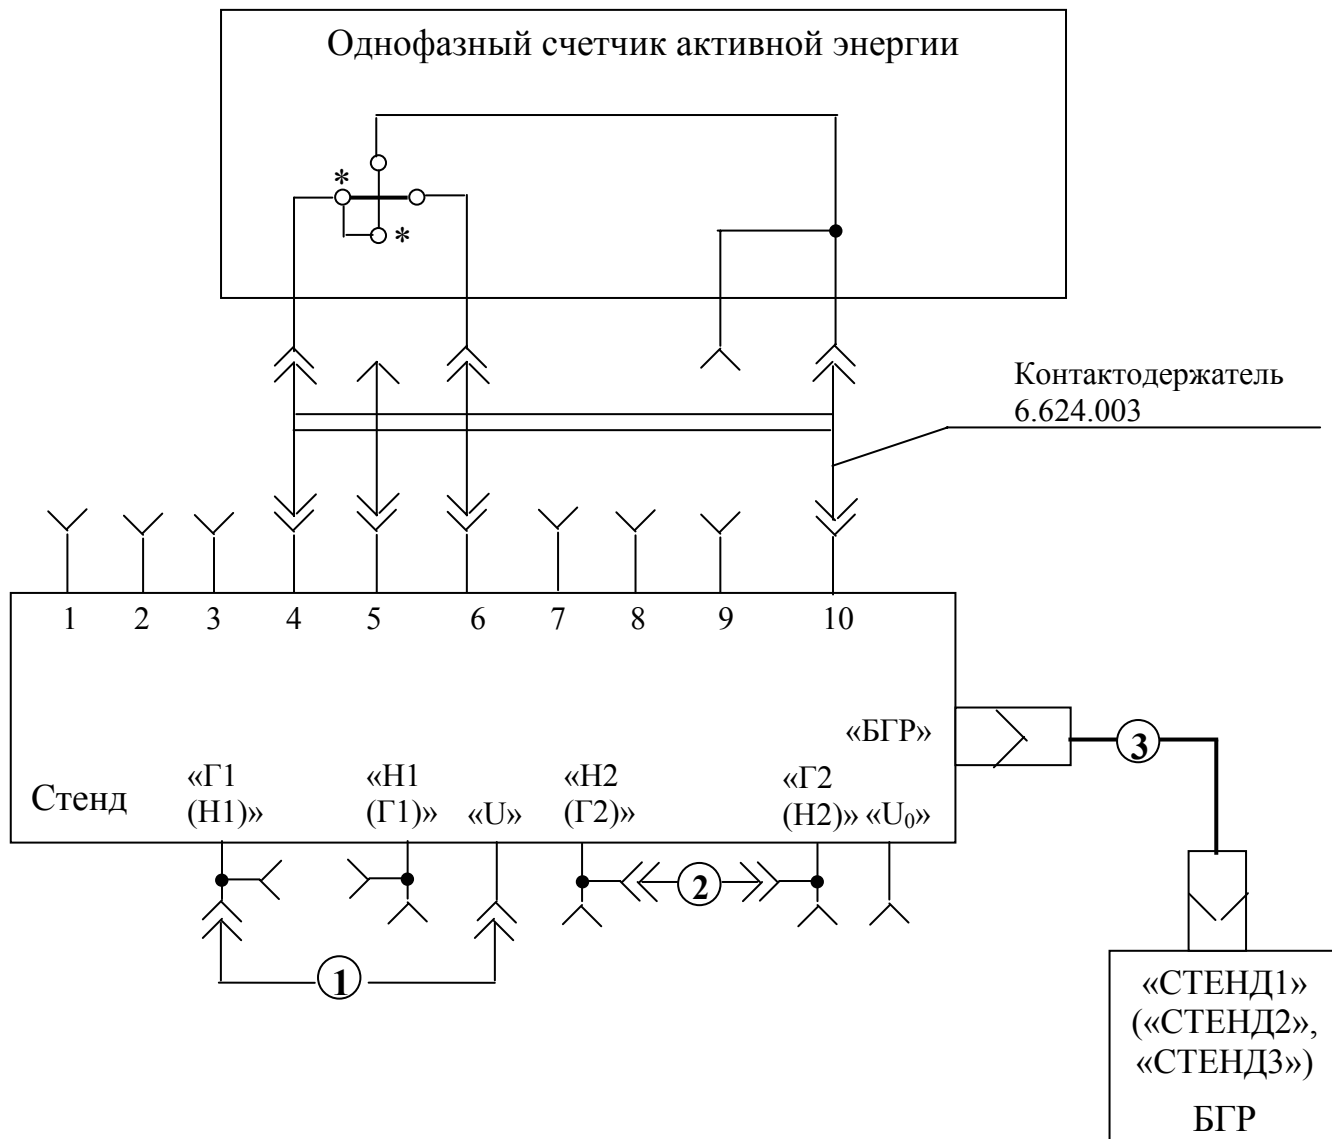 Однофазный счетчик активной энергии
*
*
Контактодержатель
6.624.003
1 2 3 4 5 6 7 8 9 10
«БГР»
3
Стенд
«Г1
(Н1)»
«Н1
(Г1)»
«U»
«Н2
(Г2)»
«Г2
(Н2)»
«U₀»
2
1
«СТЕНД1»
(«СТЕНД2»,
«СТЕНД3»)
БГР